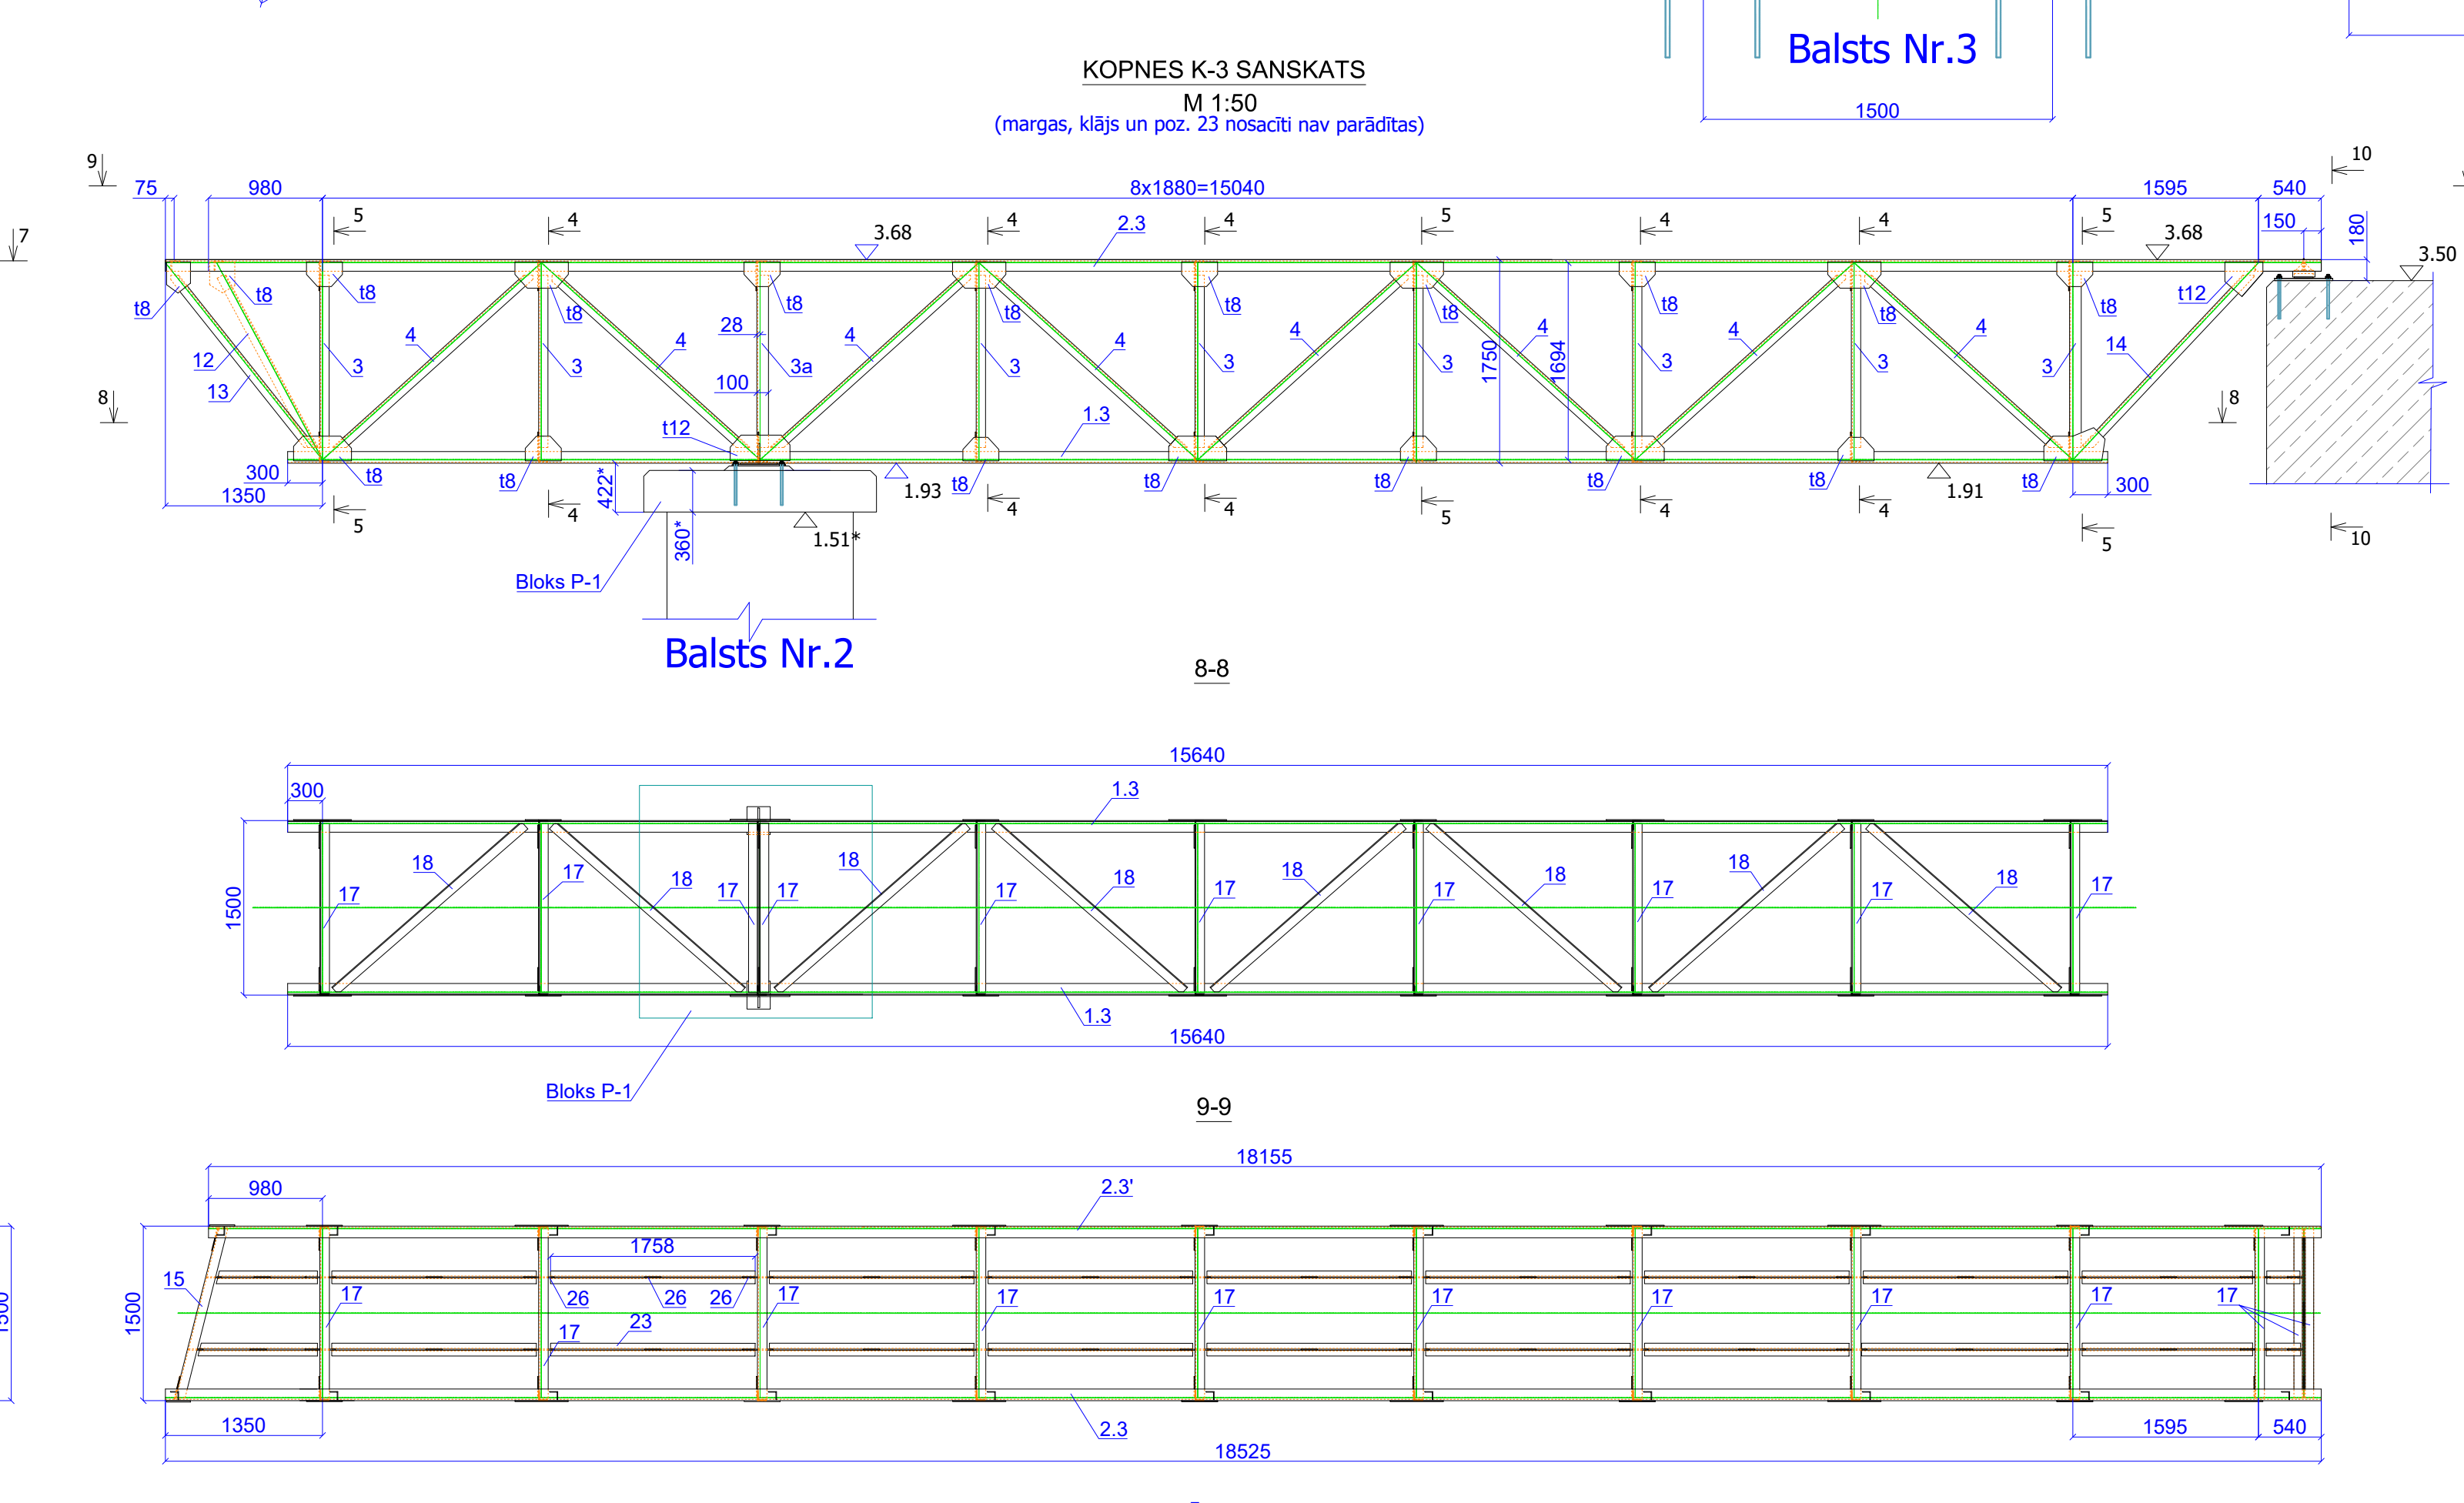 Balsts Nr.3
1500
KOPNES K-3 SANSKATS
M 1:50
(margas, klājs un poz. 23 nosacīti nav parādītas)
9 10
75 980 8x1880=15040 1595 540
5 4 4 4 5 4 4 5 150
7 3.68 2.3 3.68 180 3.50
t8 t8 t8 t8 t8 t8 t8 t8 t8 t8 t8 t12
28
12 4 3 4 3a 4 3 4 3 4 3 4 3 4 3 4 3 14
13 100 1750 1694
8 t12 1.3 8
300 t8 t8 t8 t8 t8 t8 t8 t8 300
1350 422* 1.93 1.91
5 4 4 4 5 4 4 5
360* 1.51* 10
Bloks P-1
Balsts Nr.2
8-8
15640
300 1.3
1500 17 18 17 18 17 17 18 17 18 17 18 17 18 17 18 17 18 17
1.3
15640
Bloks P-1
9-9
18155
980 2.3'
1758
1500 1500 15 17 26 26 26 17 17 17 17 17 17 17 17
17 23
1350 2.3 1595 540
18525